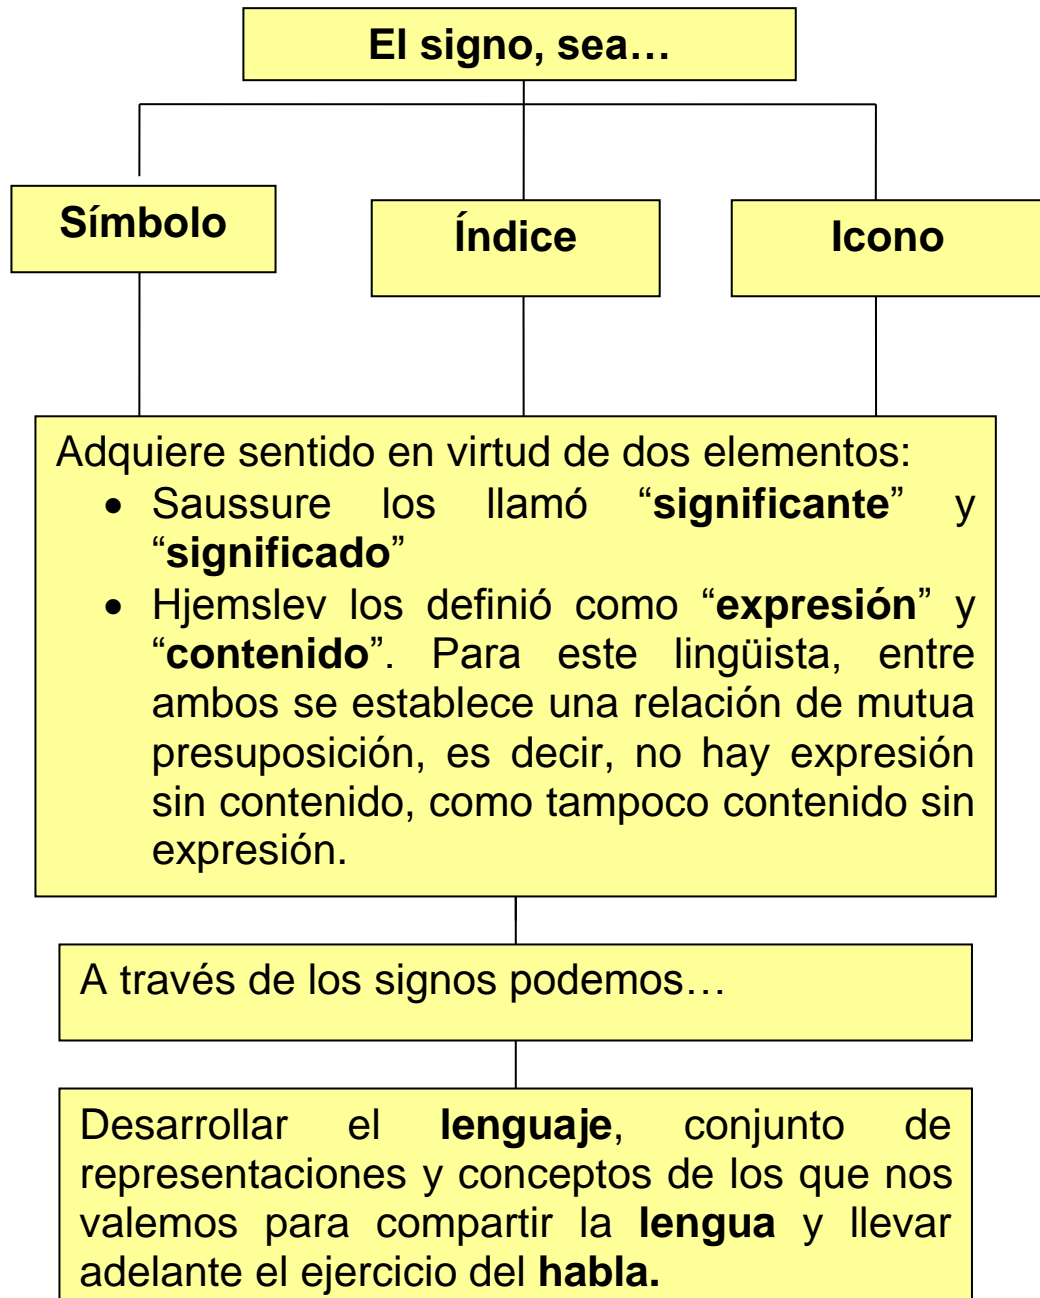 El signo, sea…
Símbolo
Índice
Icono
Adquiere sentido en virtud de dos elementos:
• Saussure los llamó “significante” y
“significado”
• Hjemslev los definió como “expresión” y
“contenido”. Para este lingüista, entre
ambos se establece una relación de mutua
presuposición, es decir, no hay expresión
sin contenido, como tampoco contenido sin
expresión.
A través de los signos podemos…
Desarrollar el lenguaje, conjunto de
representaciones y conceptos de los que nos
valemos para compartir la lengua y llevar
adelante el ejercicio del habla.